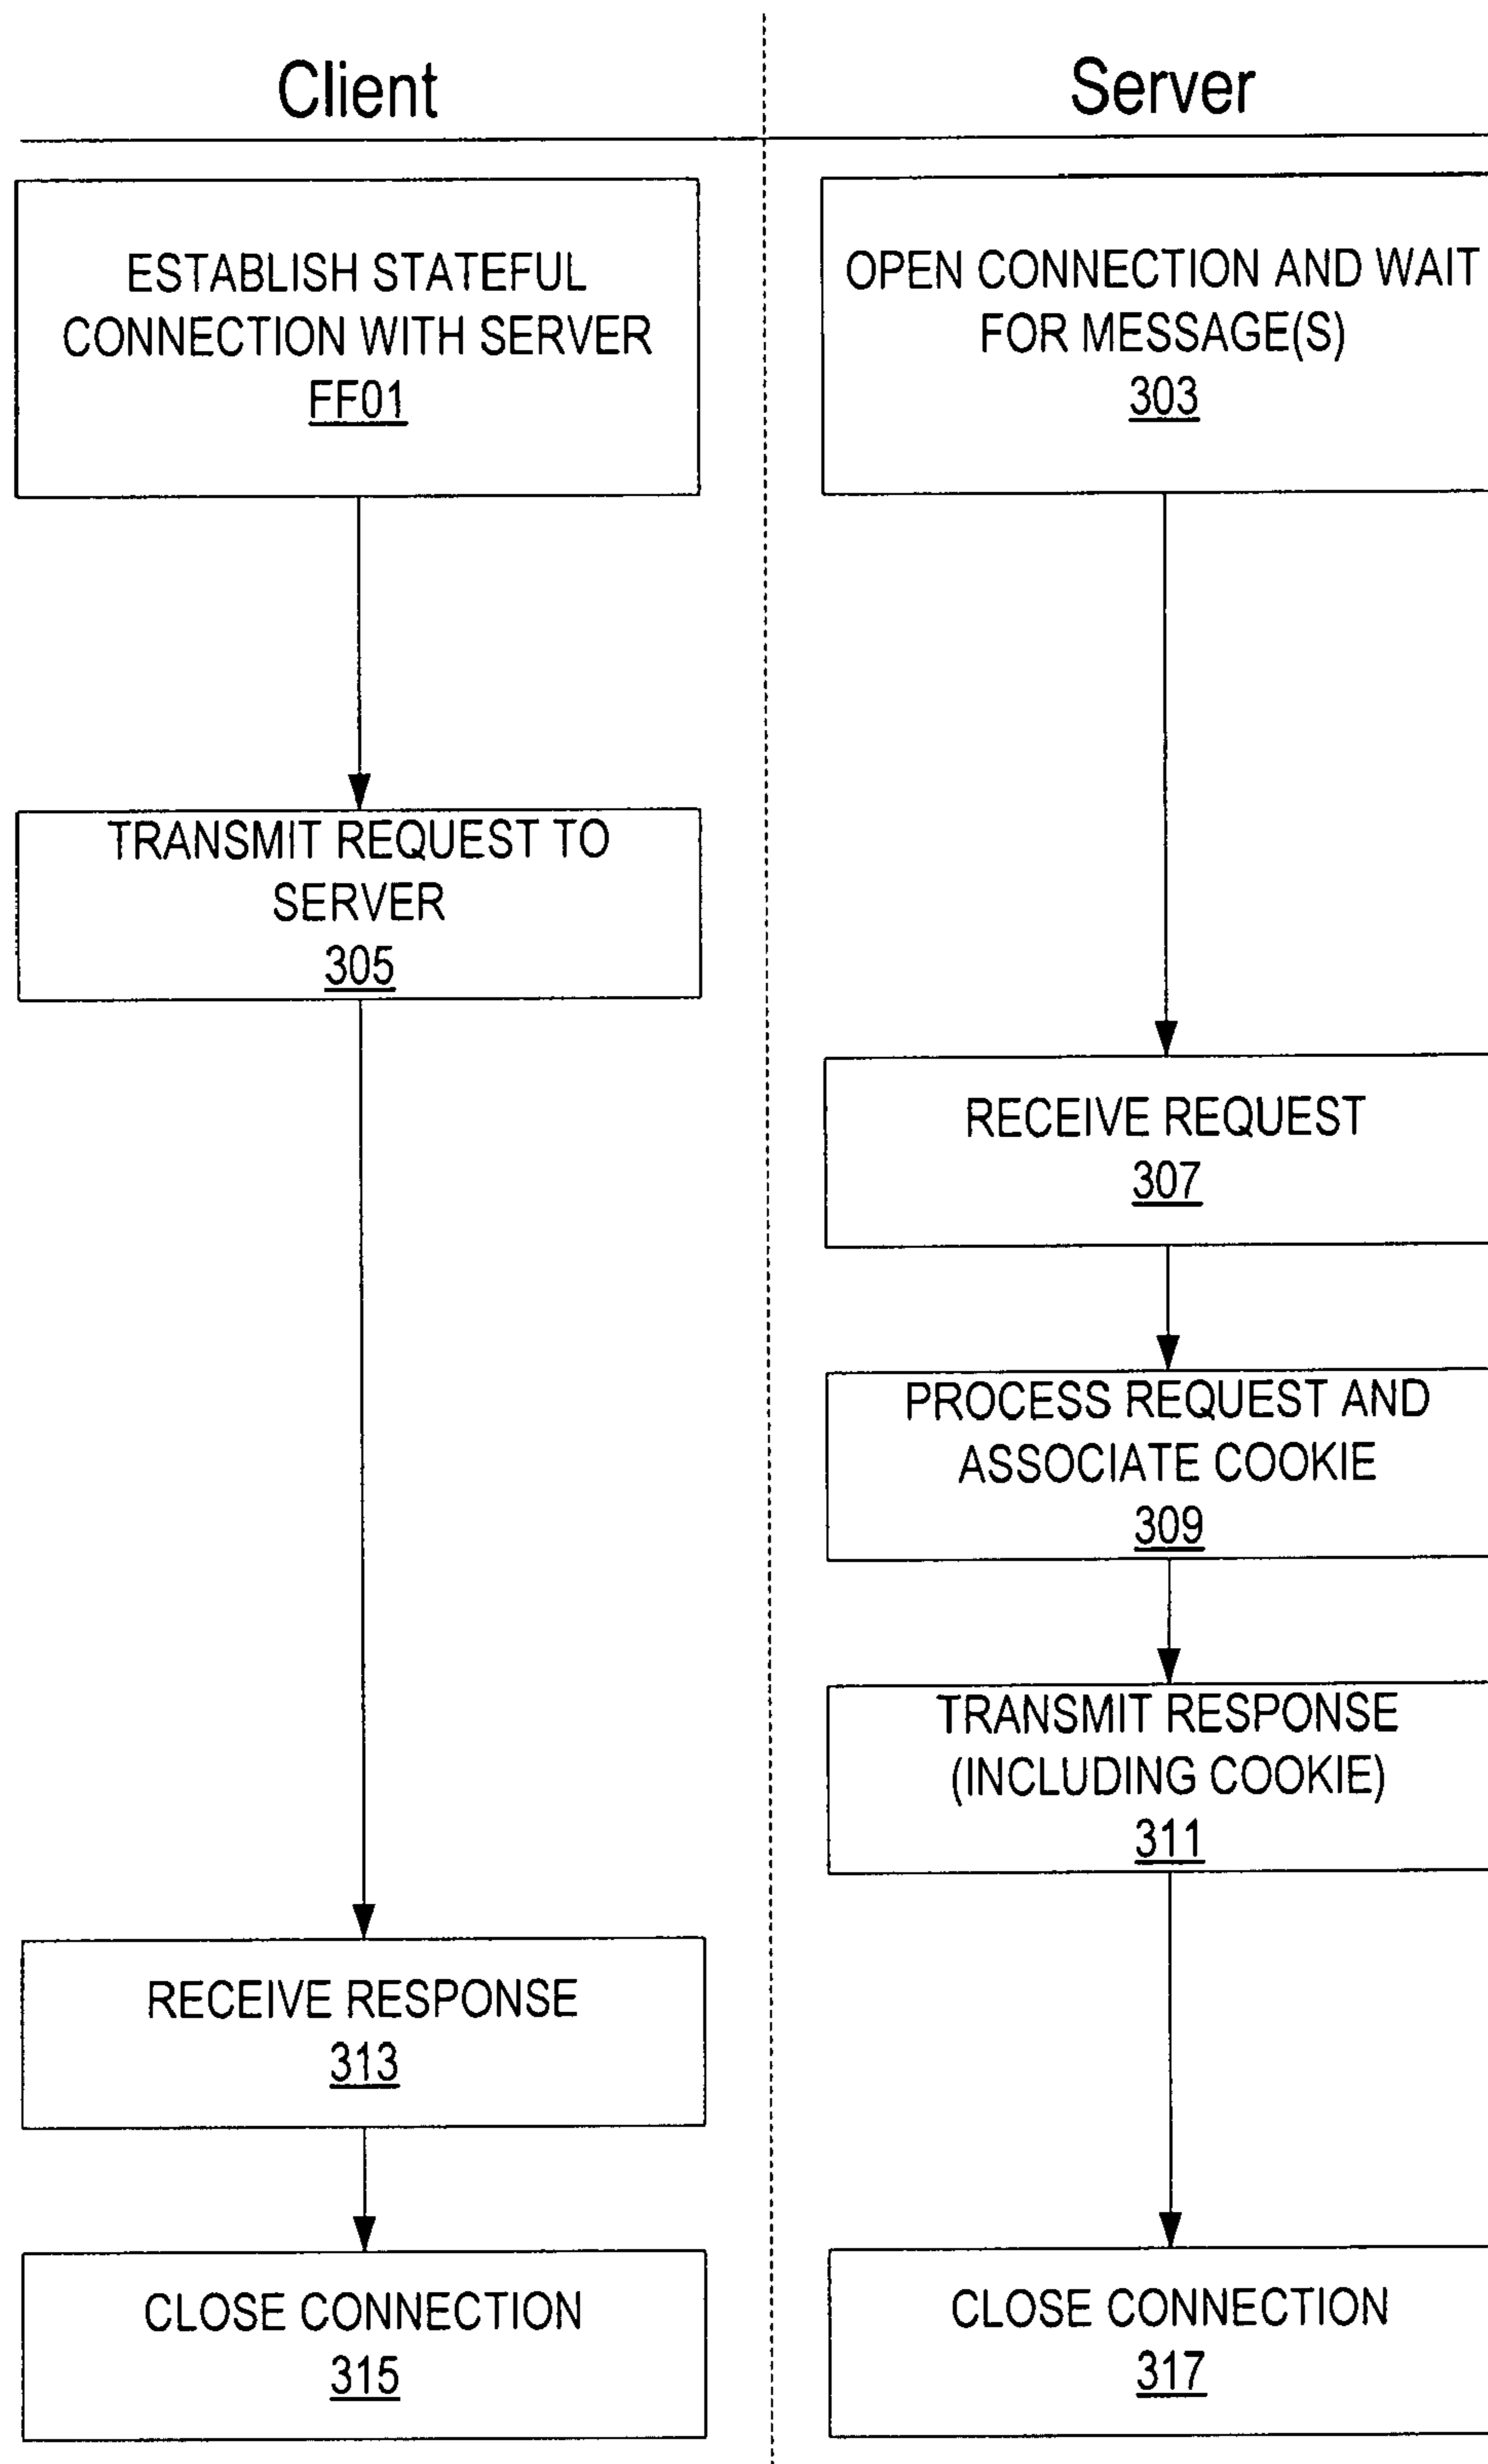 Client
Server
ESTABLISH STATEFUL
CONNECTION WITH SERVER
FF01
OPEN CONNECTION AND WAIT
FOR MESSAGE(S)
303
TRANSMIT REQUEST TO
SERVER
305
RECEIVE REQUEST
307
PROCESS REQUEST AND
ASSOCIATE COOKIE
309
TRANSMIT RESPONSE
(INCLUDING COOKIE)
311
RECEIVE RESPONSE
313
CLOSE CONNECTION
315
CLOSE CONNECTION
317